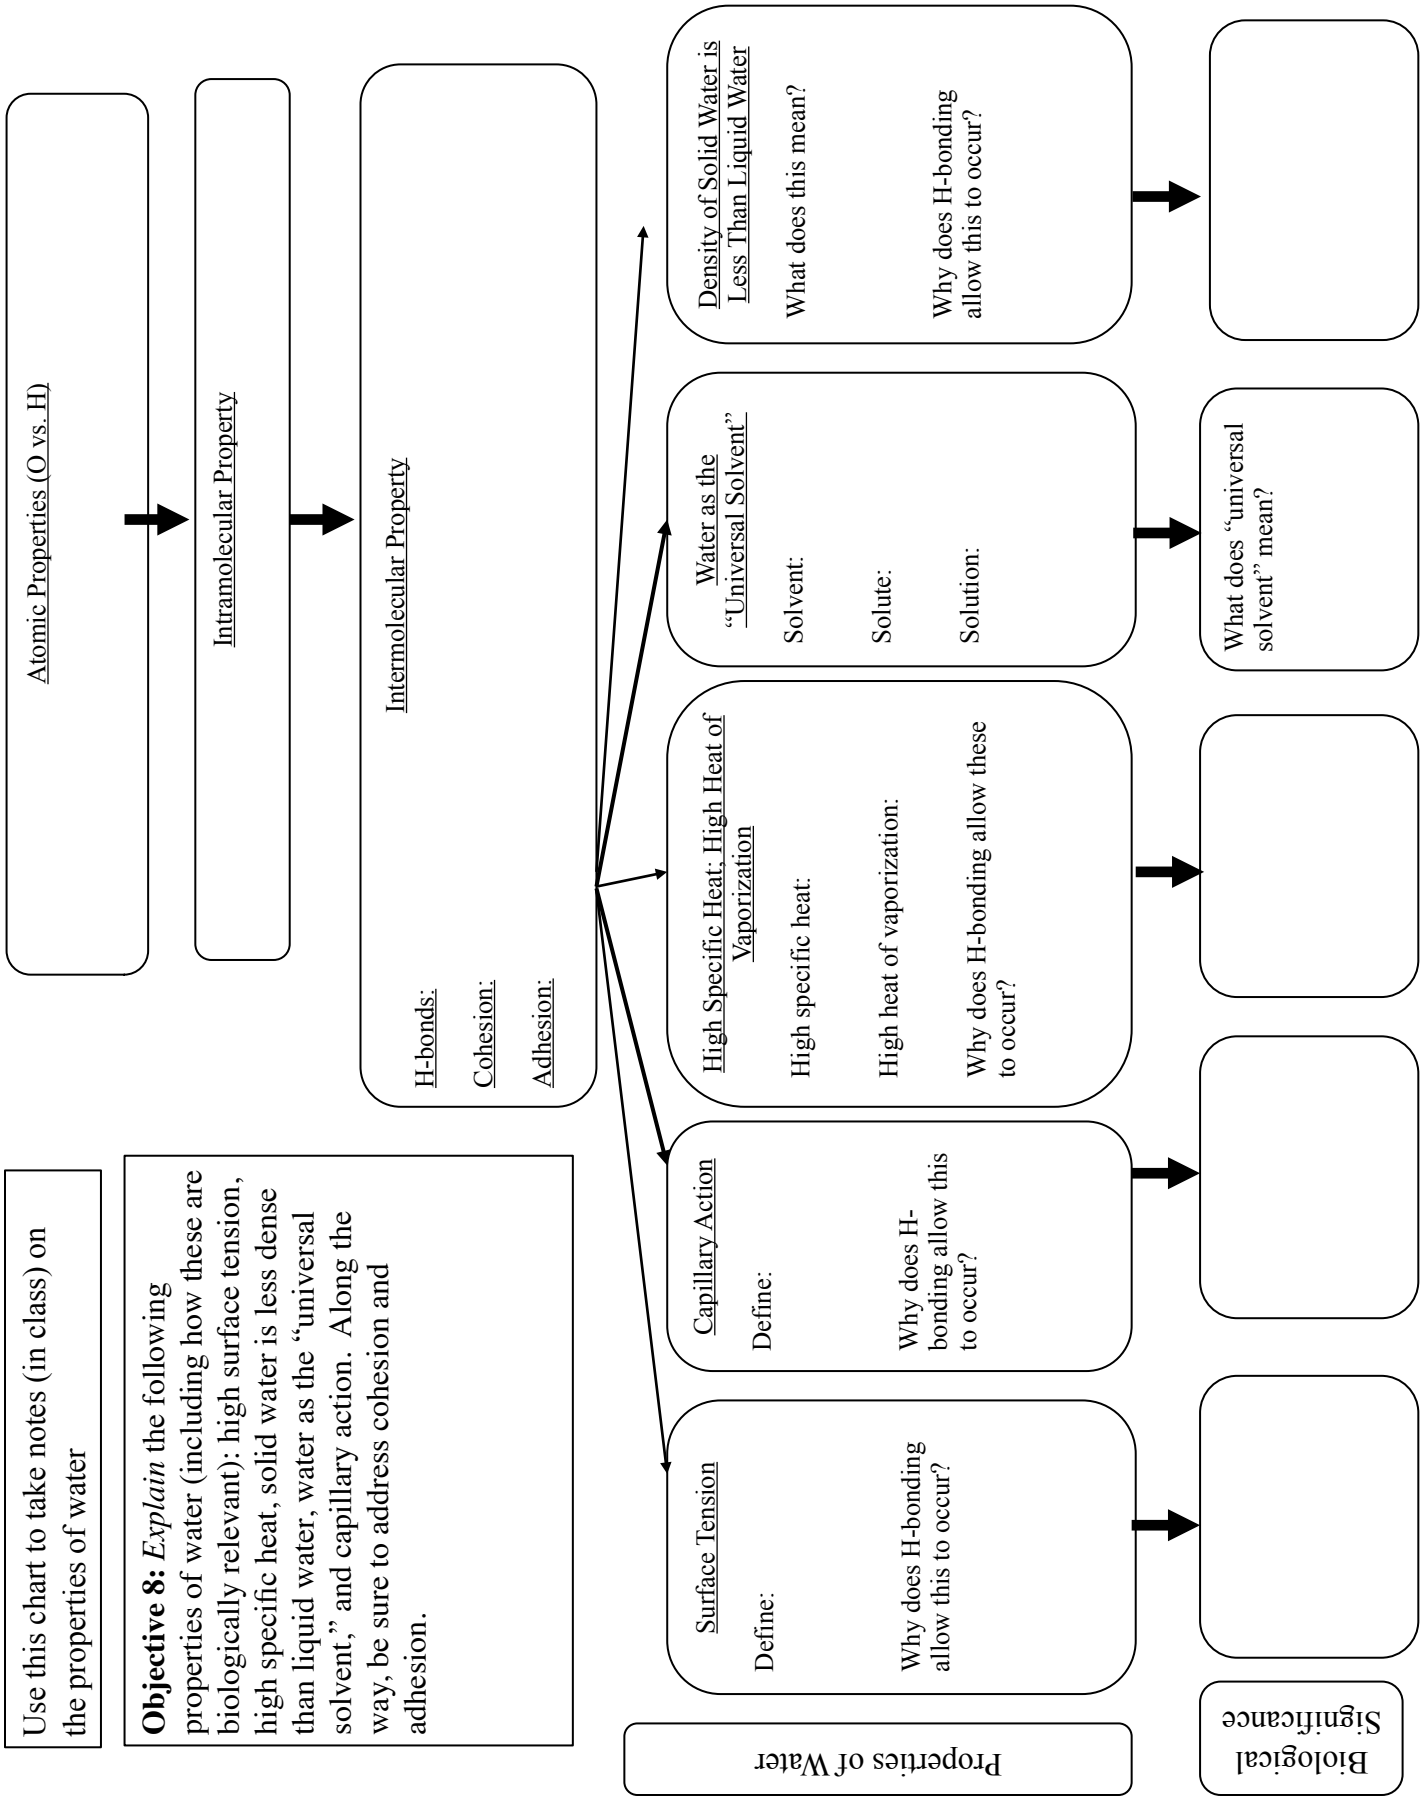 Use this chart to take notes (in class) on
the properties of water
Objective 8: Explain the following
properties of water (including how these are
biologically relevant): high surface tension,
high specific heat, solid water is less dense
than liquid water, water as the “universal
solvent,” and capillary action.  Along the
way, be sure to address cohesion and
adhesion.
Atomic Properties (O vs. H)
Intramolecular Property
Intermolecular Property
H-bonds:
Cohesion:
Adhesion:
Properties of Water
Surface Tension
Define:
Why does H-bonding
allow this to occur?
Capillary Action
Define:
Why does H-
bonding allow this
to occur?
High Specific Heat; High Heat of
Vaporization
High specific heat:
High heat of vaporization:
Why does H-bonding allow these
to occur?
Water as the
“Universal Solvent”
Solvent:
Solute:
Solution:
Density of Solid Water is
Less Than Liquid Water
What does this mean?
Why does H-bonding
allow this to occur?
Biological
Significance
What does “universal
solvent” mean?